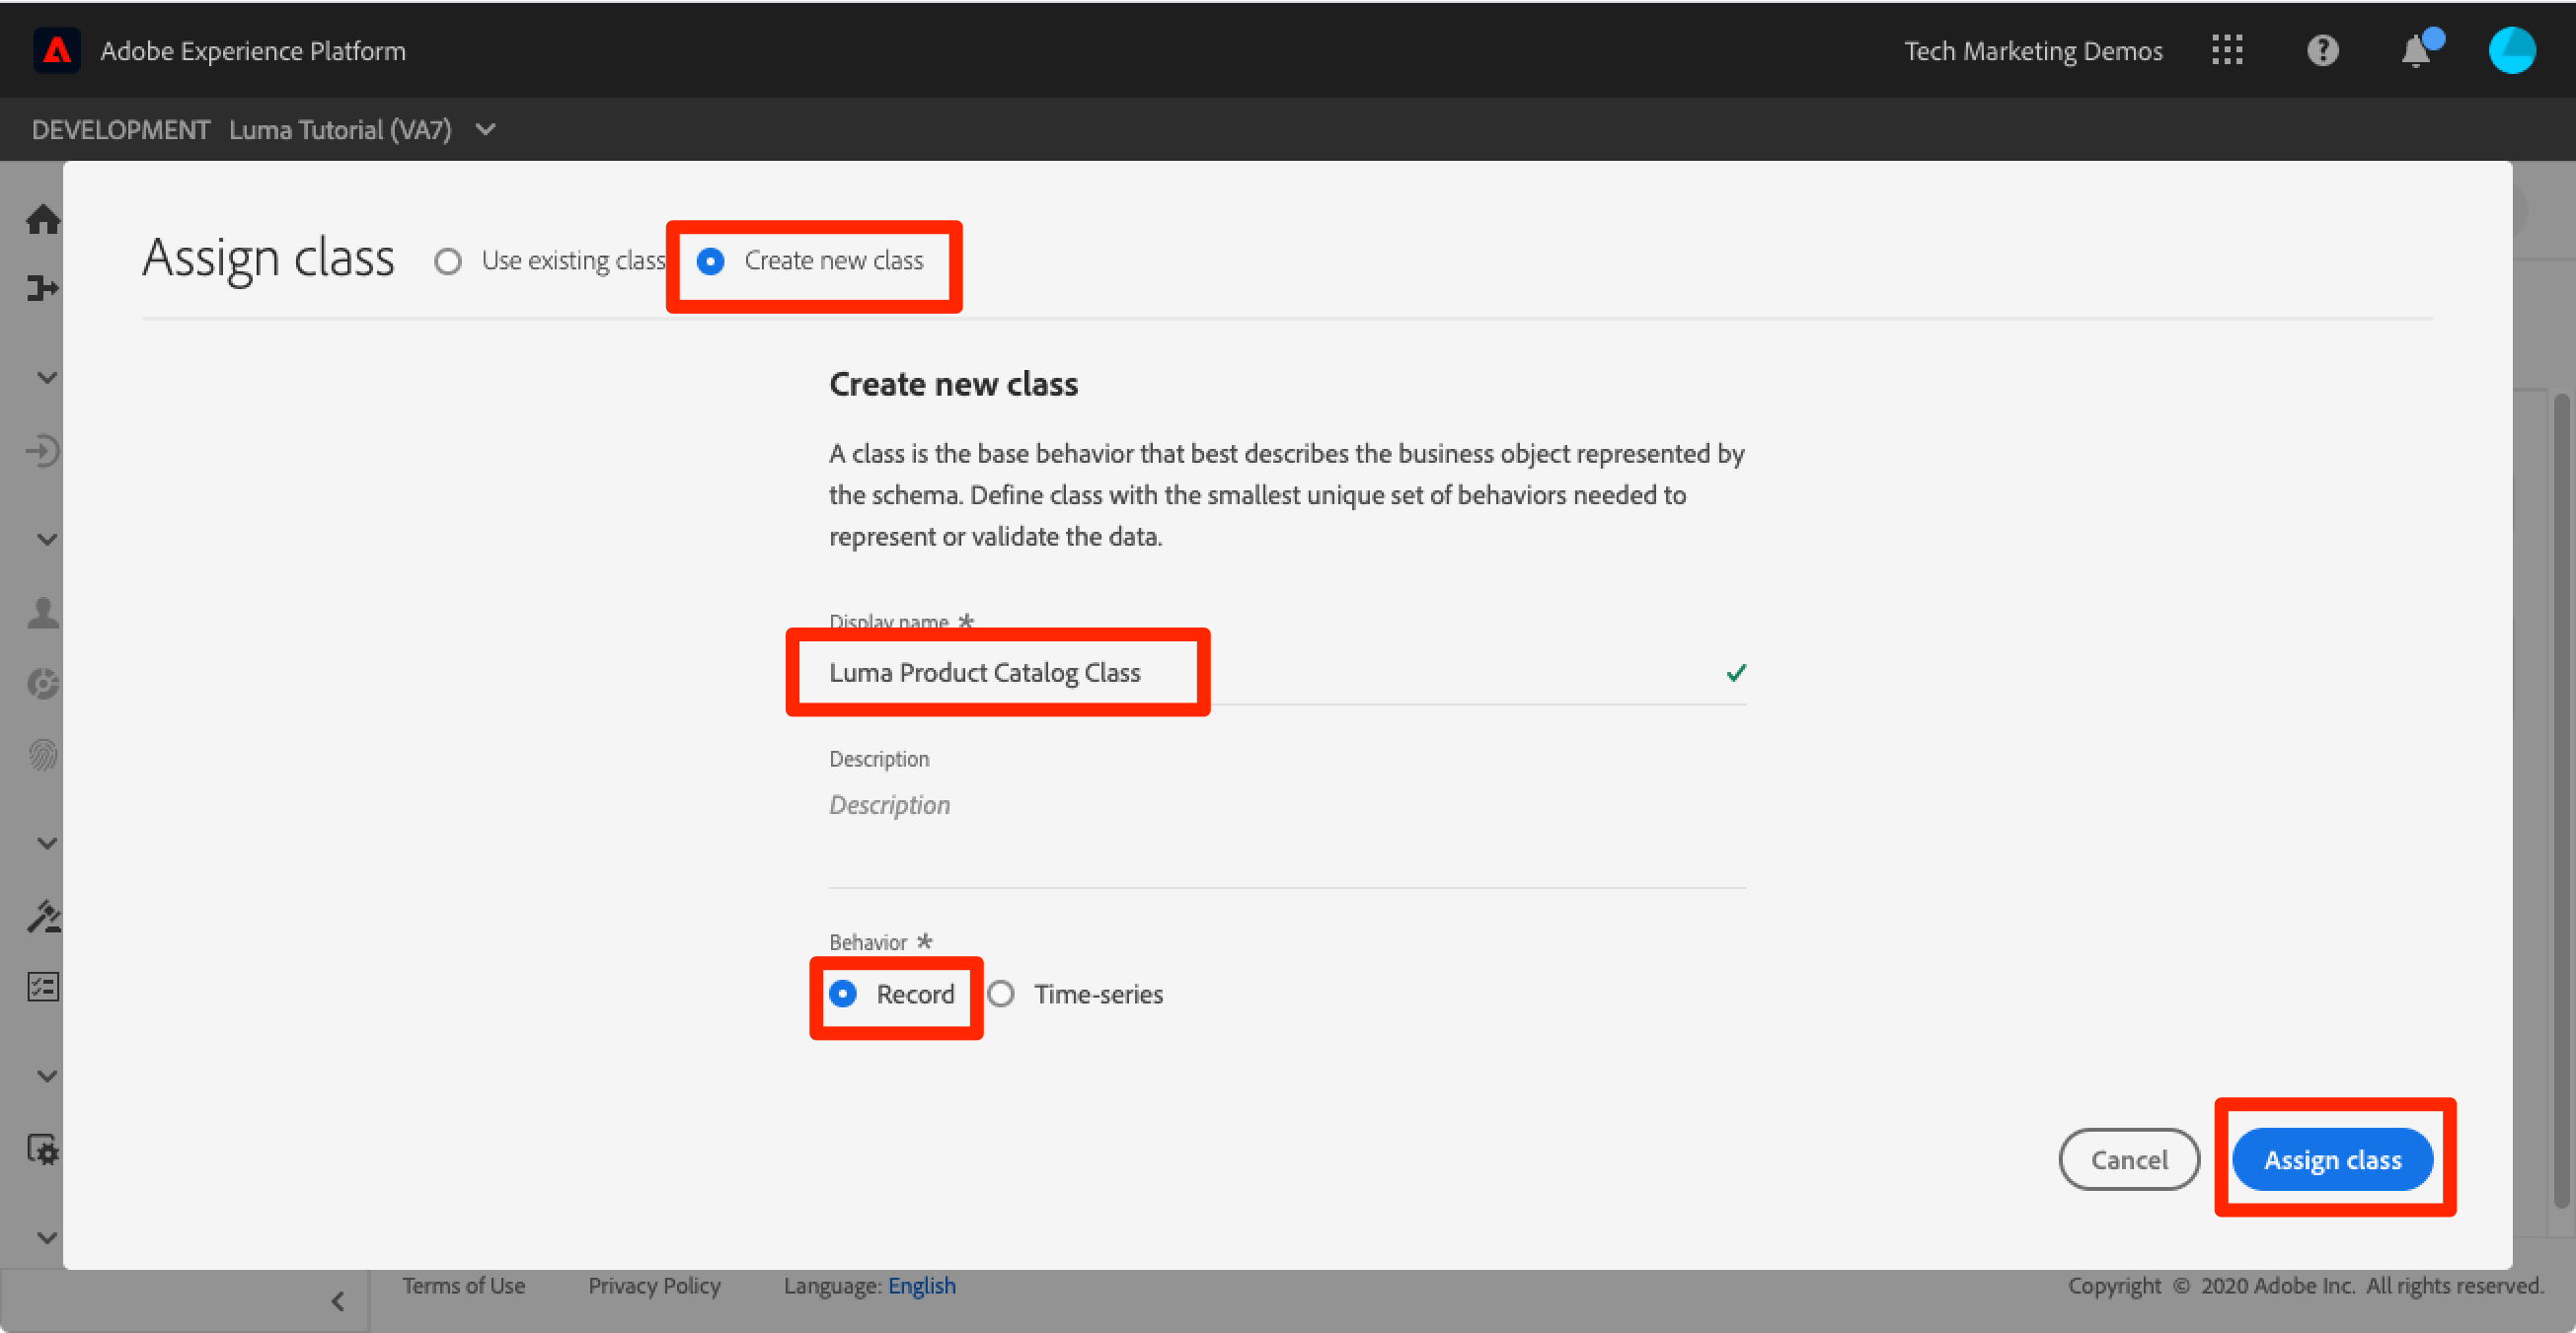 Adobe Experience Platform
Tech Marketing Demos
DEVELOPMENT Luma Tutorial (VA7)
Assign class
Use existing class
Create new class
Create new class
A class is the base behavior that best describes the business object represented by
the schema. Define class with the smallest unique set of behaviors needed to
represent or validate the data.
Display name *
Luma Product Catalog Class
Description
Description
Behavior *
Record
Time-series
Cancel
Assign class
Terms of Use
Privacy Policy
Language: English
Copyright © 2020 Adobe Inc. All rights reserved.